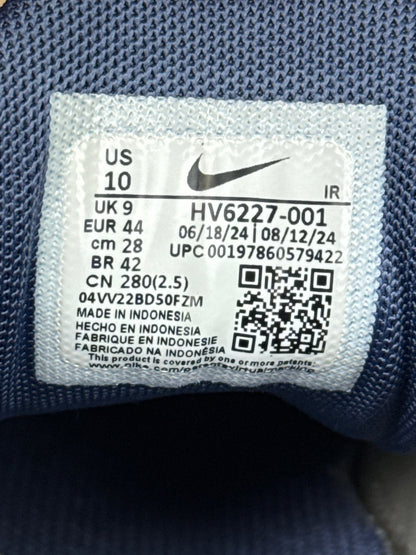 US
10
IR
UK 9
EUR 44
cm 28
BR 42
HV6227-001
06/18/24 | 08/12/24
UPC 00197860579422
CN 280(2.5)
04VV22BD50FZM
MADE IN INDONESIA
HECHO EN INDONESIA
FABRIQUE EN INDONESIE
FABRICADO NA INDONÉSIA
This product is covered by one or more patents.